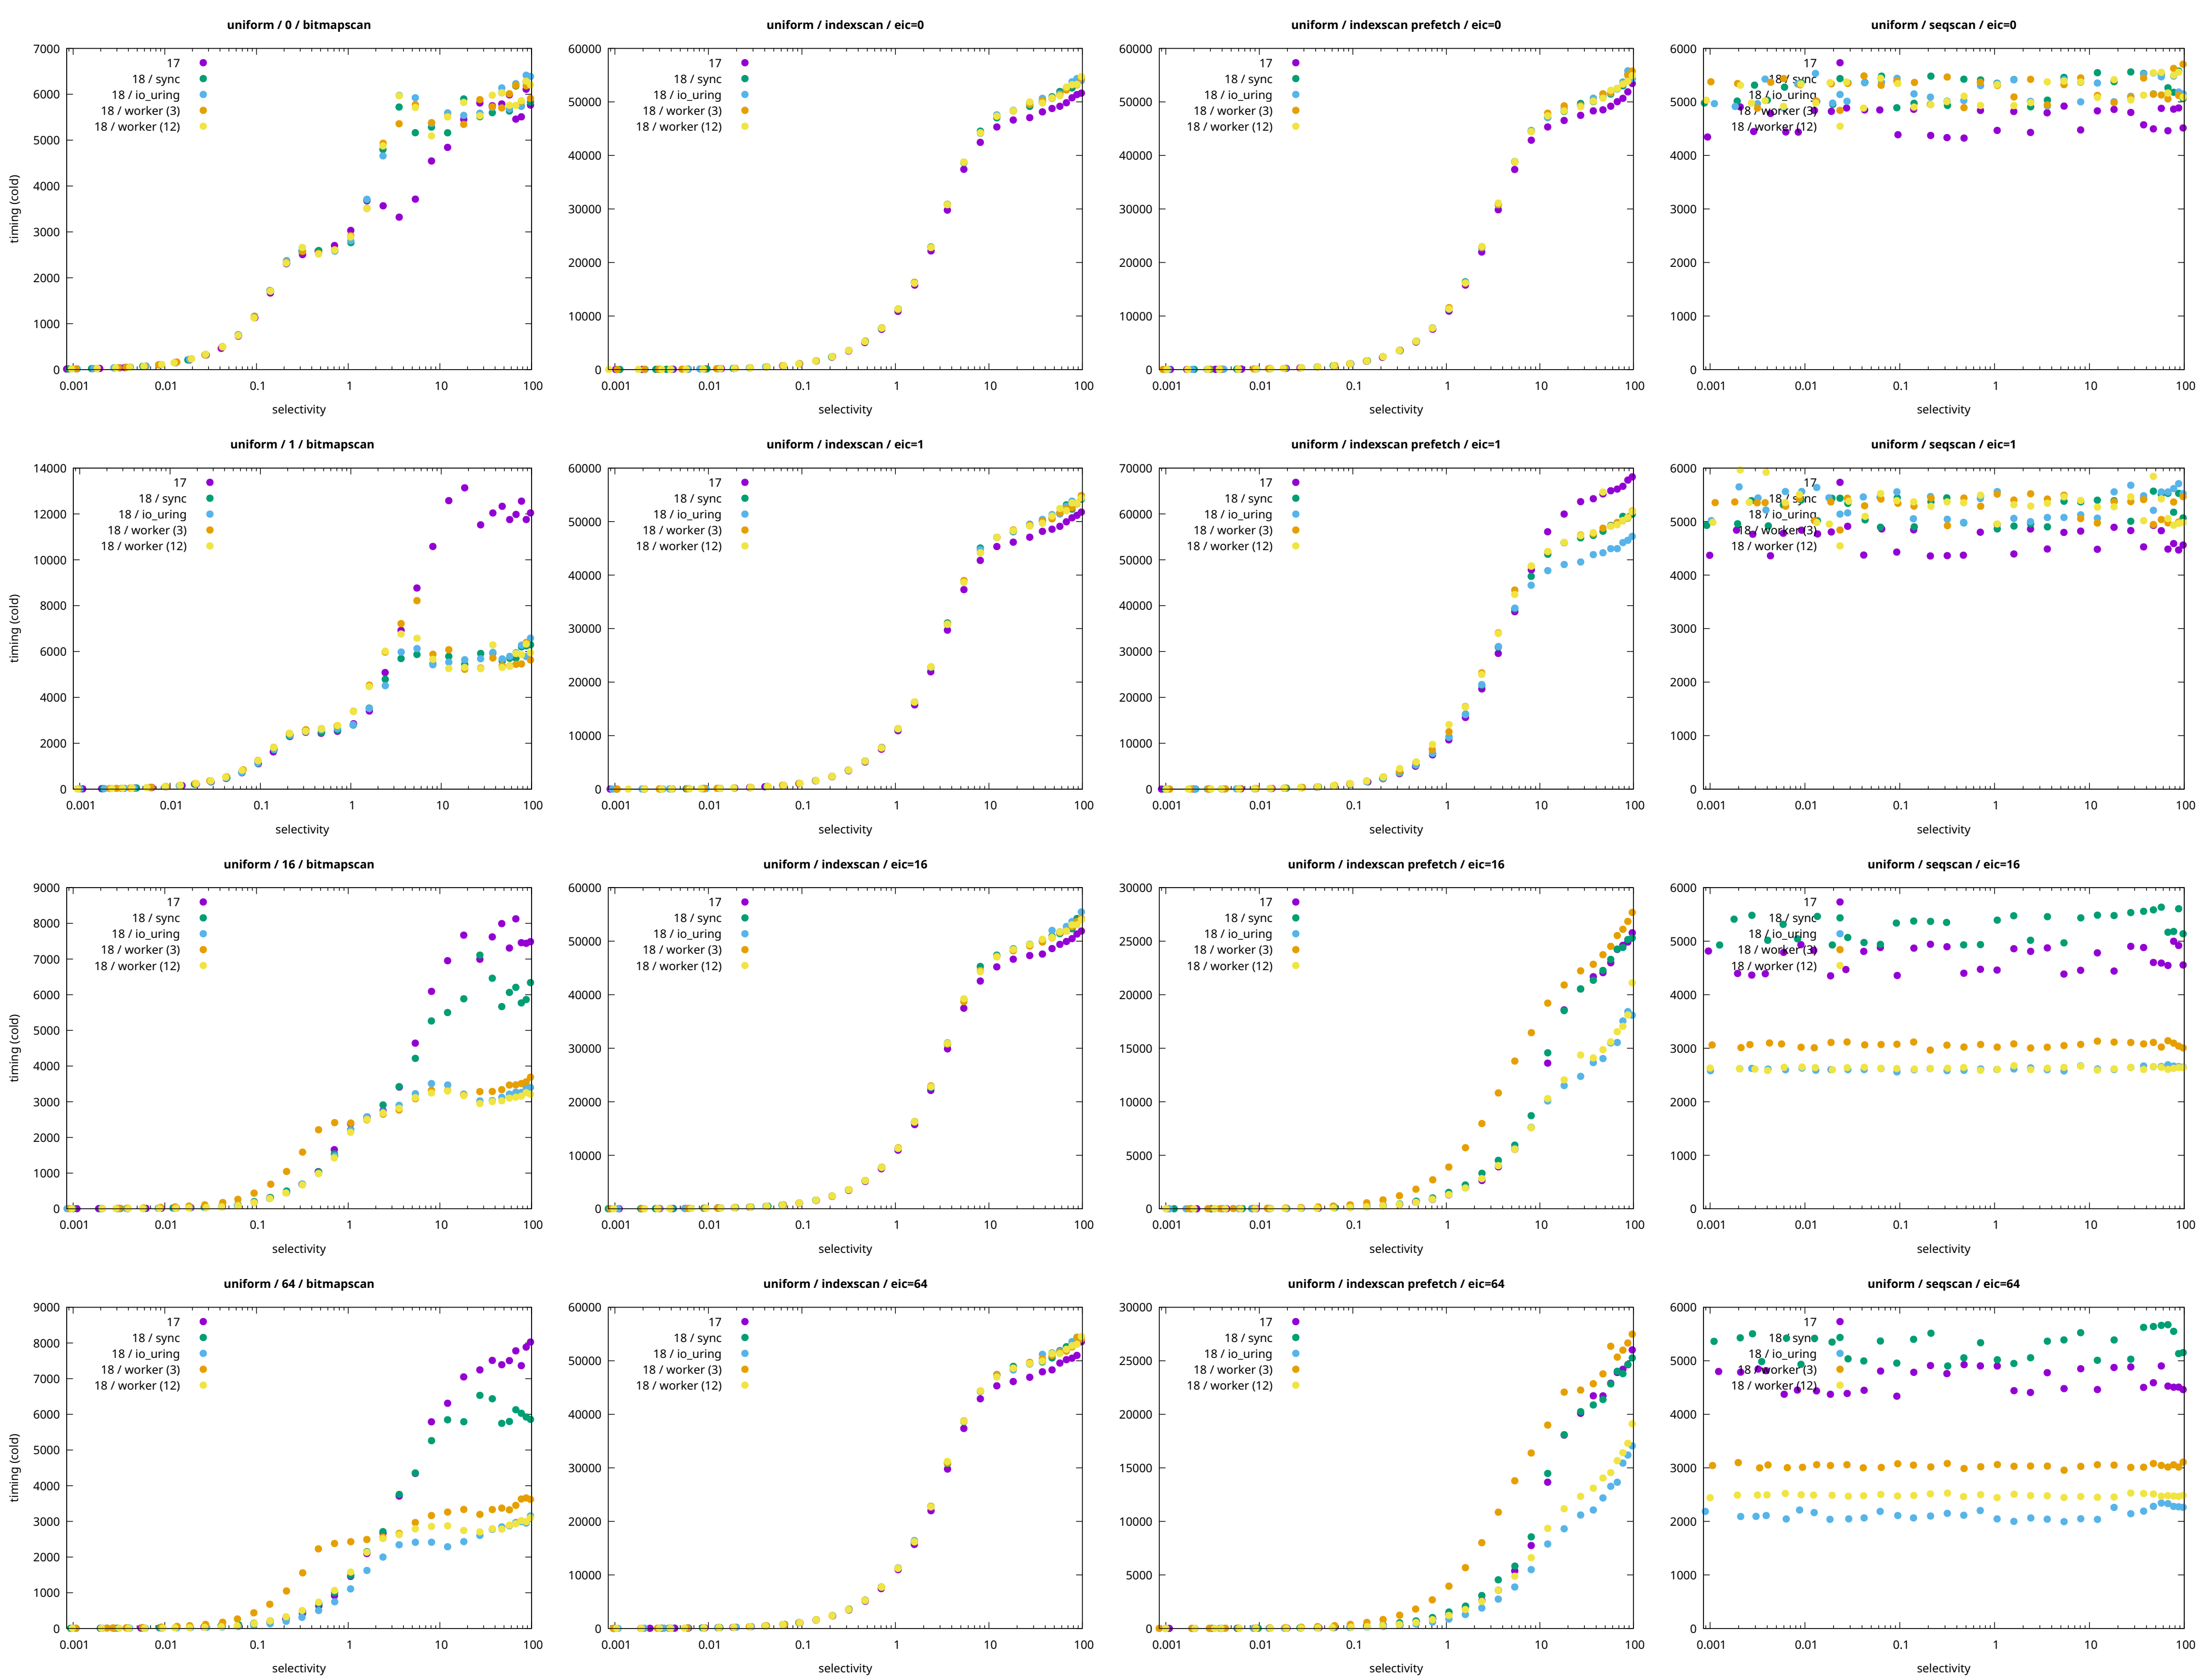 uniform / 0 / bitmapscan
timing (cold)
7000
6000
5000
4000
3000
2000
1000
0
17
18 / sync
18 / io_uring
18 / worker (3)
18 / worker (12)
0.001 0.01 0.1 1 10 100
selectivity
uniform / indexscan / eic=0
60000
50000
40000
30000
20000
10000
0
17
18 / sync
18 / io_uring
18 / worker (3)
18 / worker (12)
0.001 0.01 0.1 1 10 100
selectivity
uniform / indexscan prefetch / eic=0
60000
50000
40000
30000
20000
10000
0
17
18 / sync
18 / io_uring
18 / worker (3)
18 / worker (12)
0.001 0.01 0.1 1 10 100
selectivity
uniform / seqscan / eic=0
6000
5000
4000
3000
2000
1000
0
17
18 / sync
18 / io_uring
18 / worker (3)
18 / worker (12)
0.001 0.01 0.1 1 10 100
selectivity
uniform / 1 / bitmapscan
timing (cold)
14000
12000
10000
8000
6000
4000
2000
0
17
18 / sync
18 / io_uring
18 / worker (3)
18 / worker (12)
0.001 0.01 0.1 1 10 100
selectivity
uniform / indexscan / eic=1
60000
50000
40000
30000
20000
10000
0
17
18 / sync
18 / io_uring
18 / worker (3)
18 / worker (12)
0.001 0.01 0.1 1 10 100
selectivity
uniform / indexscan prefetch / eic=1
70000
60000
50000
40000
30000
20000
10000
0
17
18 / sync
18 / io_uring
18 / worker (3)
18 / worker (12)
0.001 0.01 0.1 1 10 100
selectivity
uniform / seqscan / eic=1
6000
5000
4000
3000
2000
1000
0
17
18 / sync
18 / io_uring
18 / worker (3)
18 / worker (12)
0.001 0.01 0.1 1 10 100
selectivity
uniform / 16 / bitmapscan
timing (cold)
9000
8000
7000
6000
5000
4000
3000
2000
1000
0
17
18 / sync
18 / io_uring
18 / worker (3)
18 / worker (12)
0.001 0.01 0.1 1 10 100
selectivity
uniform / indexscan / eic=16
60000
50000
40000
30000
20000
10000
0
17
18 / sync
18 / io_uring
18 / worker (3)
18 / worker (12)
0.001 0.01 0.1 1 10 100
selectivity
uniform / indexscan prefetch / eic=16
30000
25000
20000
15000
10000
5000
0
17
18 / sync
18 / io_uring
18 / worker (3)
18 / worker (12)
0.001 0.01 0.1 1 10 100
selectivity
uniform / seqscan / eic=16
6000
5000
4000
3000
2000
1000
0
17
18 / sync
18 / io_uring
18 / worker (3)
18 / worker (12)
0.001 0.01 0.1 1 10 100
selectivity
uniform / 64 / bitmapscan
timing (cold)
9000
8000
7000
6000
5000
4000
3000
2000
1000
0
17
18 / sync
18 / io_uring
18 / worker (3)
18 / worker (12)
0.001 0.01 0.1 1 10 100
selectivity
uniform / indexscan / eic=64
60000
50000
40000
30000
20000
10000
0
17
18 / sync
18 / io_uring
18 / worker (3)
18 / worker (12)
0.001 0.01 0.1 1 10 100
selectivity
uniform / indexscan prefetch / eic=64
30000
25000
20000
15000
10000
5000
0
17
18 / sync
18 / io_uring
18 / worker (3)
18 / worker (12)
0.001 0.01 0.1 1 10 100
selectivity
uniform / seqscan / eic=64
6000
5000
4000
3000
2000
1000
0
17
18 / sync
18 / io_uring
18 / worker (3)
18 / worker (12)
0.001 0.01 0.1 1 10 100
selectivity